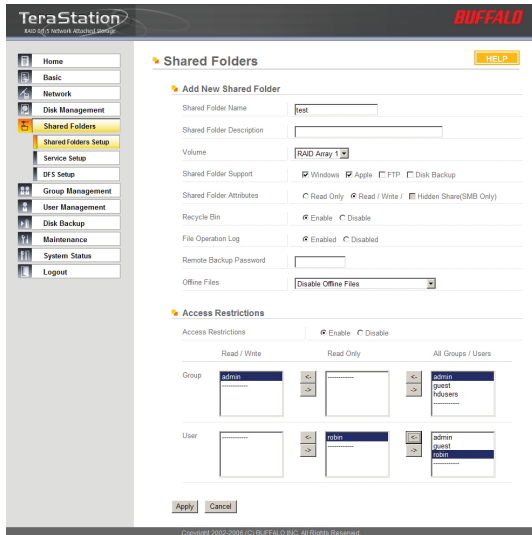 TeraStation
RAID 0/1/5 Network Attached Storage
BUFFALO
Home
Basic
Network
Disk Management
Shared Folders
Shared Folders Setup
Service Setup
DFS Setup
Group Management
User Management
Disk Backup
Maintenance
System Status
Logout
Shared Folders
HELP
Add New Shared Folder
Shared Folder Name test
Shared Folder Description
Volume RAID Array 1
Shared Folder Support Windows Apple FTP Disk Backup
Shared Folder Attributes Read Only Read / Write / Hidden Share(SMB Only)
Recycle Bin Enable Disable
File Operation Log Enabled Disabled
Remote Backup Password
Offline Files Disable Offline Files
Access Restrictions
Access Restrictions Enable Disable
Read / Write Read Only All Groups / Users
Group admin ------------ <- -> ------------ <- -> admin
guest
hdusers
------------
User ------------ <- -> robin ------------ <- -> admin
guest
robin
------------
Apply Cancel
Copyright 2002-2008 (C) BUFFALO INC. All Rights Reserved